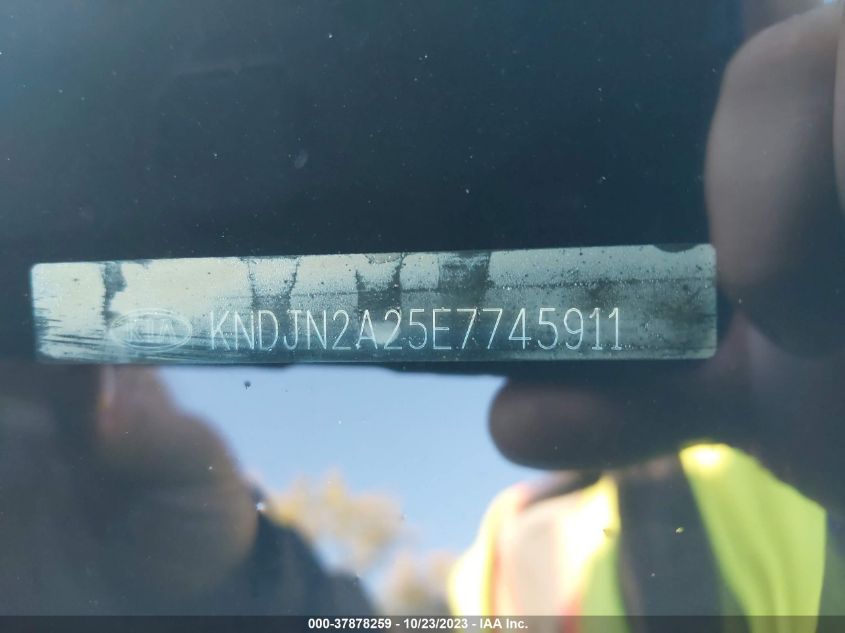 KIA KNDJN2A25E7745911
000-37878259 - 10/23/2023 - IAA Inc.